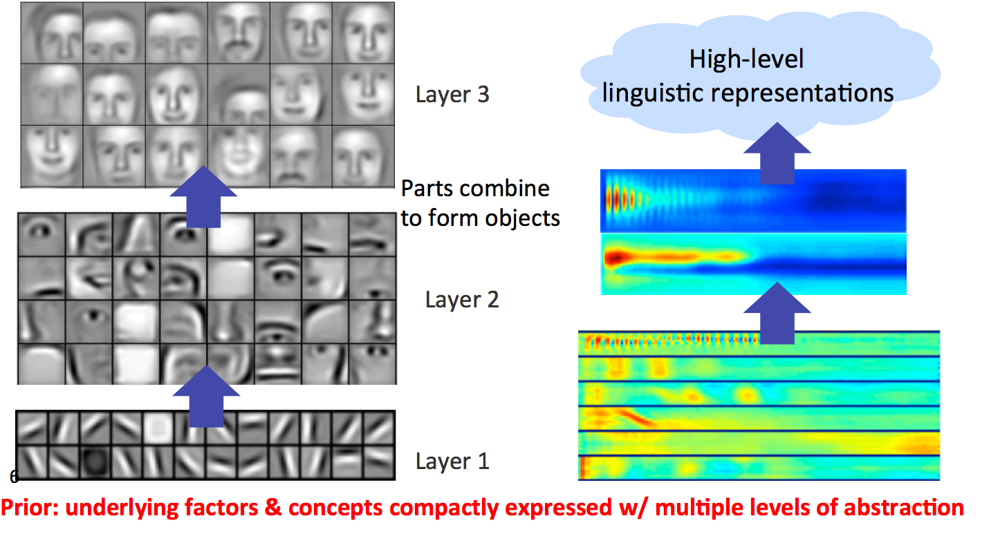 High-level
linguistic representations
Layer 3
Parts combine
to form objects
Layer 2
Layer 1
6
Prior: underlying factors & concepts compactly expressed w/ multiple levels of abstraction